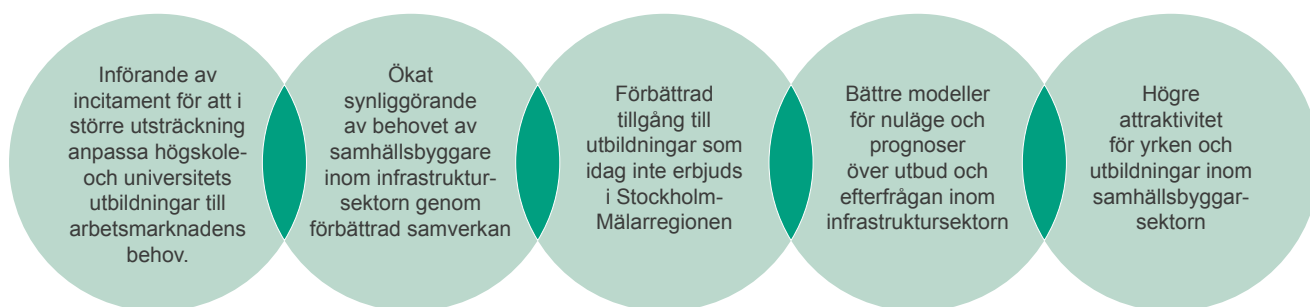 Införande av
incitament för att i
större utsträckning
anpassa högskole-
och universitets
utbildningar till
arbetsmarknadens
behov.
Ökat
synliggörande
av behovet av
samhällsbyggare
inom infrastruktur-
sektorn genom
förbättrad samverkan
Förbättrad
tillgång till
utbildningar som
idag inte erbjuds
i Stockholm-
Mälarregionen
Bättre modeller
för nuläge och
prognoser
över utbud och
efterfrågan inom
infrastruktursektorn
Högre
attraktivitet
för yrken och
utbildningar inom
samhällsbyggar-
sektorn